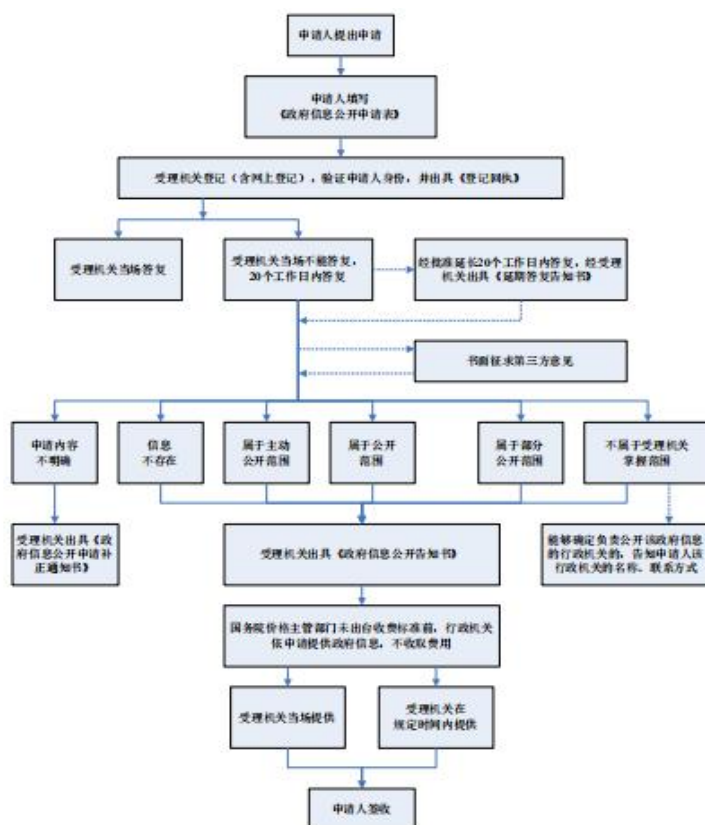 申请人提出申请
申请人填写
《政府信息公开申请表》
受理机关登记（含网上登记），验证申请人身份，并出具《登记回执》
受理机关当场答复
受理机关当场不能答复，
20个工作日内答复
经批准延长20个工作日内答复，经受理
机关出具《延期答复告知书》
书面征求第三方意见
申请内容
不明确
信息
不存在
属于主动
公开范围
属于公开
范围
属于部分
公开范围
不属于受理机关
掌握范围
受理机关出具《政
府信息公开申请补
正通知书》
受理机关出具《政府信息公开告知书》
能够确定负责公开该政府信息
的行政机关的，告知申请人该
行政机关的名称、联系方式
国务院价格主管部门未出台收费标准前，行政机关
依申请提供政府信息，不收取费用
受理机关当场提供
受理机关在
规定时间内提供
申请人签收